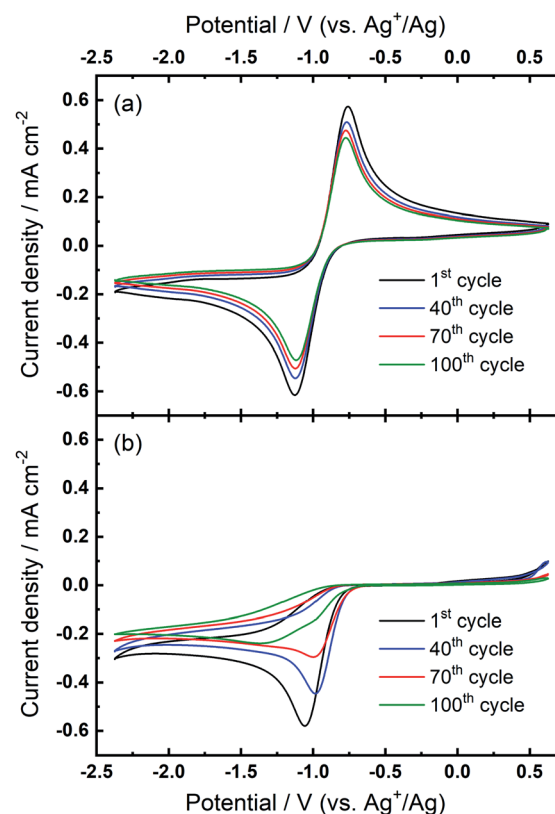 Potential / V (vs. Ag⁺/Ag)
-2.5 -2.0 -1.5 -1.0 -0.5 0.0 0.5
(a)
0.6
0.4
0.2
0.0
-0.2
-0.4
-0.6
Current density / mA cm⁻²
1ˢᵗ cycle
40ᵗʰ cycle
70ᵗʰ cycle
100ᵗʰ cycle
(b)
0.6
0.4
0.2
0.0
-0.2
-0.4
-0.6
Current density / mA cm⁻²
1ˢᵗ cycle
40ᵗʰ cycle
70ᵗʰ cycle
100ᵗʰ cycle
-2.5 -2.0 -1.5 -1.0 -0.5 0.0 0.5
Potential / V (vs. Ag⁺/Ag)